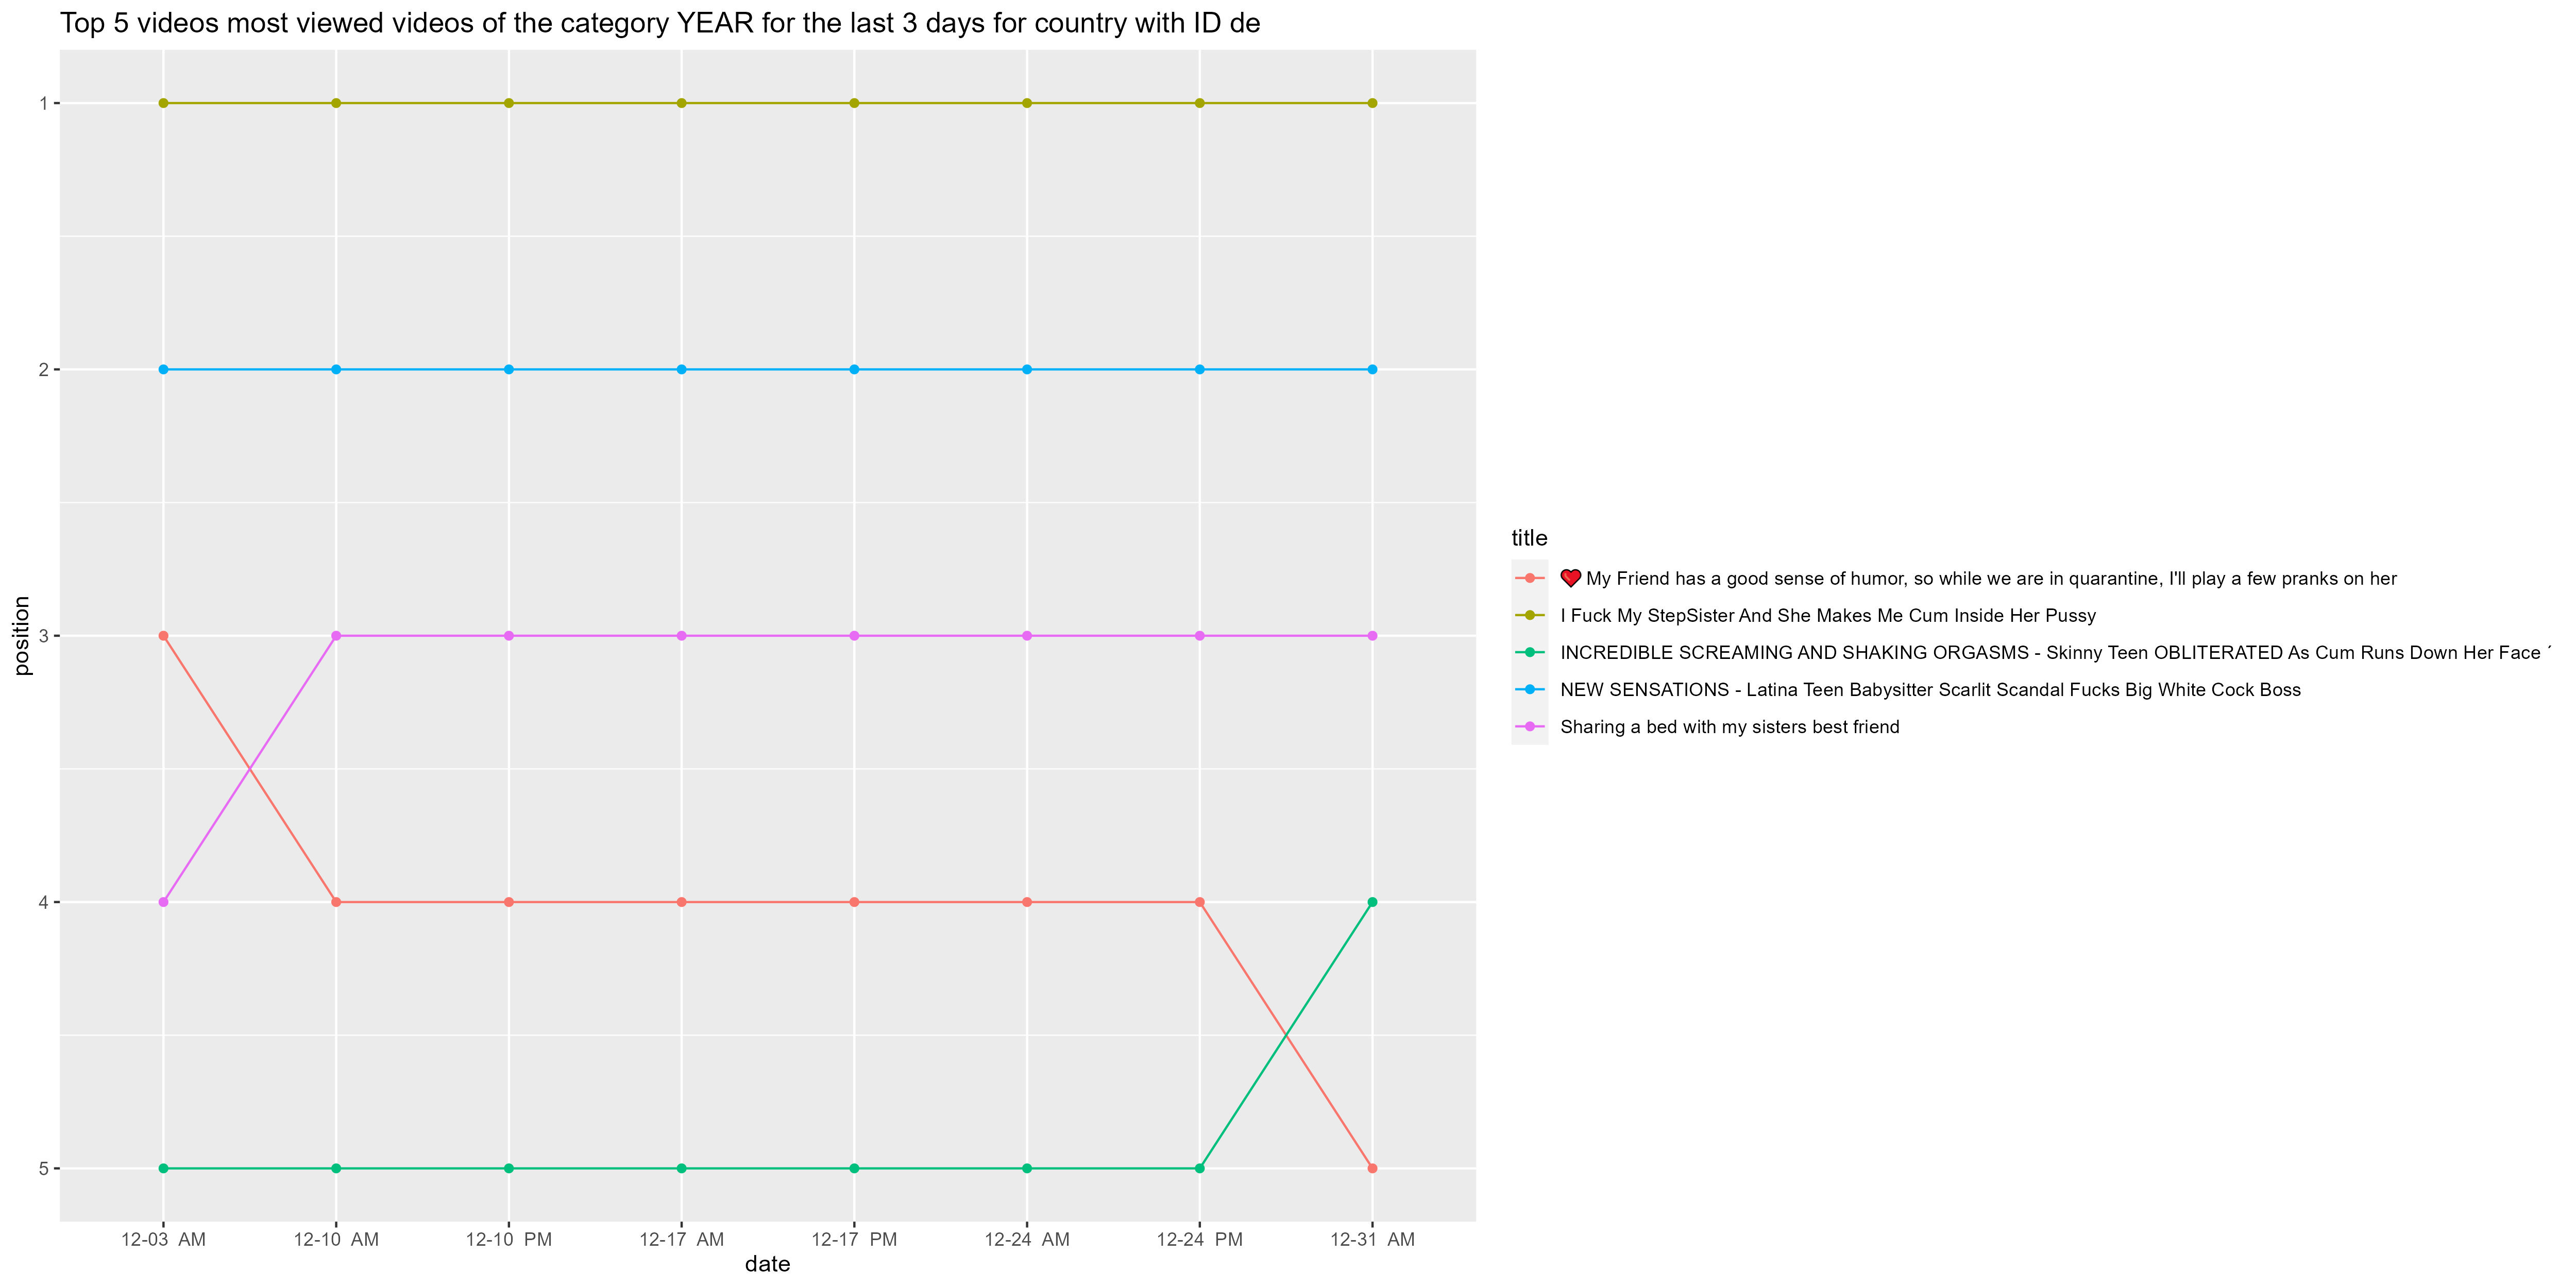 Top 5 videos most viewed videos of the category YEAR for the last 3 days for country with ID de
1
2
3
4
5
position
12-03 AM 12-10 AM 12-10 PM 12-17 AM 12-17 PM 12-24 AM 12-24 PM 12-31 AM
date
title
❤ My Friend has a good sense of humor, so while we are in quarantine, I'll play a few pranks on her
I Fuck My StepSister And She Makes Me Cum Inside Her Pussy
INCREDIBLE SCREAMING AND SHAKING ORGASMS - Skinny Teen OBLITERATED As Cum Runs Down Her Face
NEW SENSATIONS - Latina Teen Babysitter Scarlit Scandal Fucks Big White Cock Boss
Sharing a bed with my sisters best friend